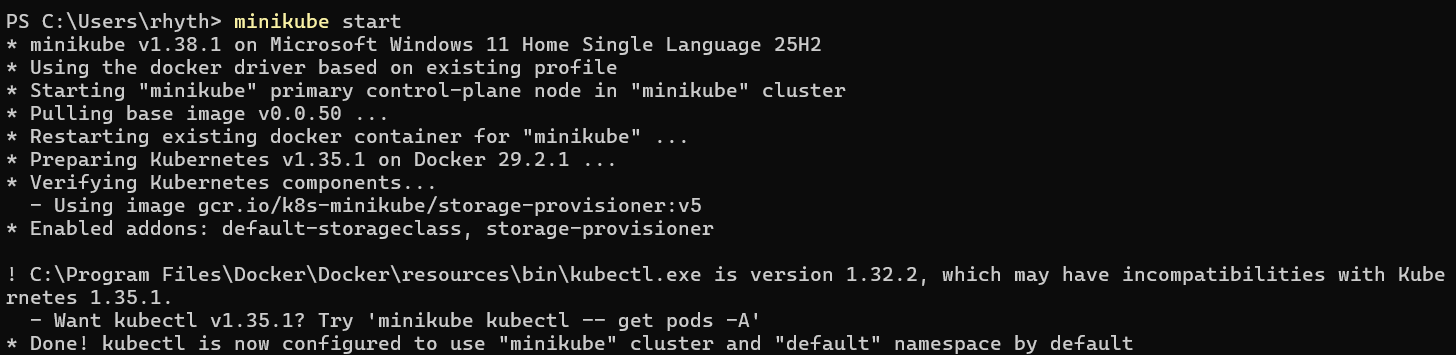 PS C:\Users\rhyth> minikube start
* minikube v1.38.1 on Microsoft Windows 11 Home Single Language 25H2
* Using the docker driver based on existing profile
* Starting "minikube" primary control-plane node in "minikube" cluster
* Pulling base image v0.0.50 ...
* Restarting existing docker container for "minikube" ...
* Preparing Kubernetes v1.35.1 on Docker 29.2.1 ...
* Verifying Kubernetes components...
  - Using image gcr.io/k8s-minikube/storage-provisioner:v5
* Enabled addons: default-storageclass, storage-provisioner

! C:\Program Files\Docker\Docker\resources\bin\kubectl.exe is version 1.32.2, which may have incompatibilities with Kube
rnetes 1.35.1.
  - Want kubectl v1.35.1? Try 'minikube kubectl -- get pods -A'
* Done! kubectl is now configured to use "minikube" cluster and "default" namespace by default